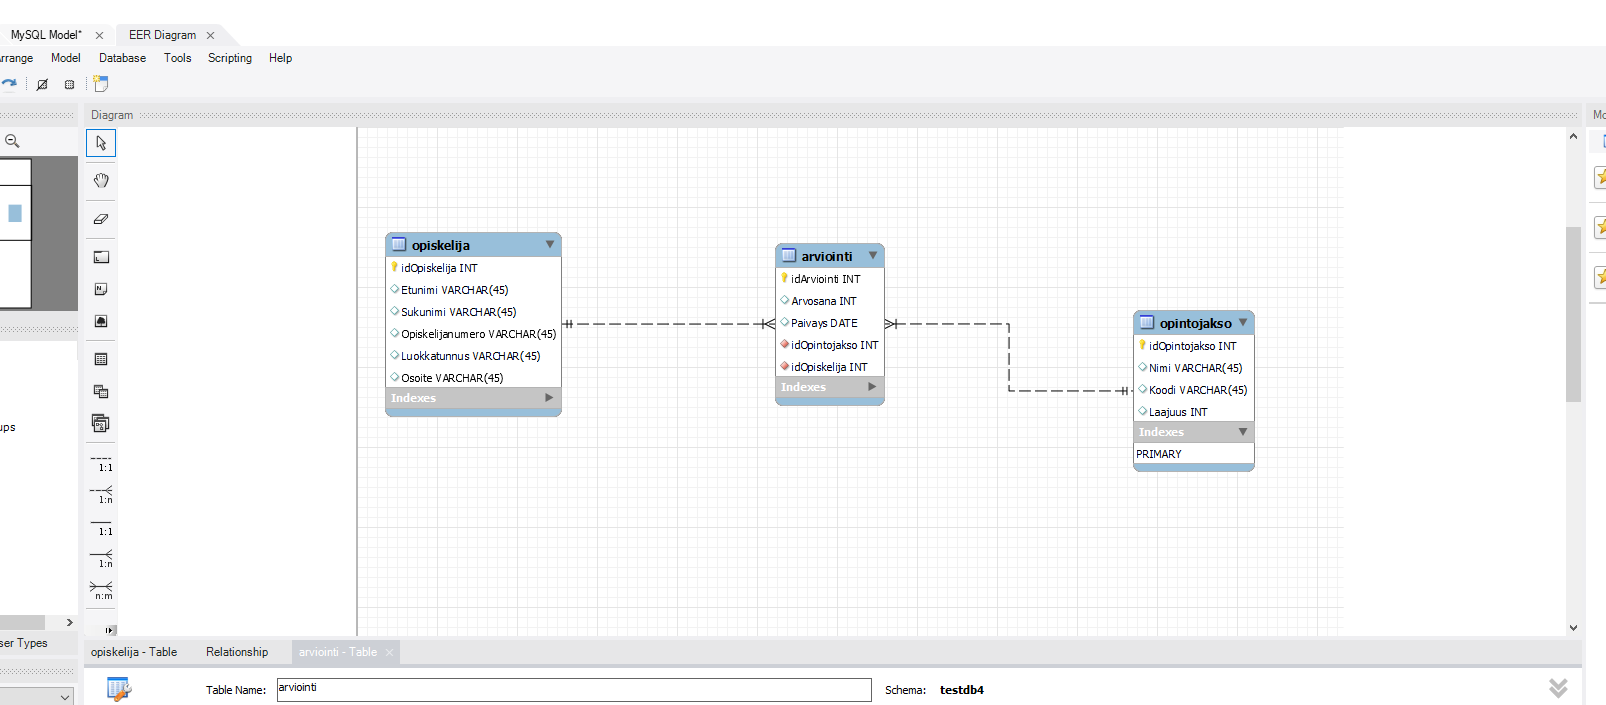 MySQL Model*
EER Diagram
rrange Model Database Tools Scripting Help
Diagram
Mo
opiskelija
idOpiskelija INT
Etunimi VARCHAR(45)
Sukunimi VARCHAR(45)
Opiskelijanumero VARCHAR(45)
Luokkatunnus VARCHAR(45)
Osoite VARCHAR(45)
Indexes
arviointi
idArviointi INT
Arvosana INT
Paivays DATE
idOpintojakso INT
idOpiskelija INT
Indexes
opintojakso
idOpintojakso INT
Nimi VARCHAR(45)
Koodi VARCHAR(45)
Laajuus INT
Indexes
PRIMARY
ups
1:1
1:n
1:1
1:n
n:m
ser Types
opiskelija - Table Relationship arviointi - Table
Table Name: arviointi Schema: testdb4